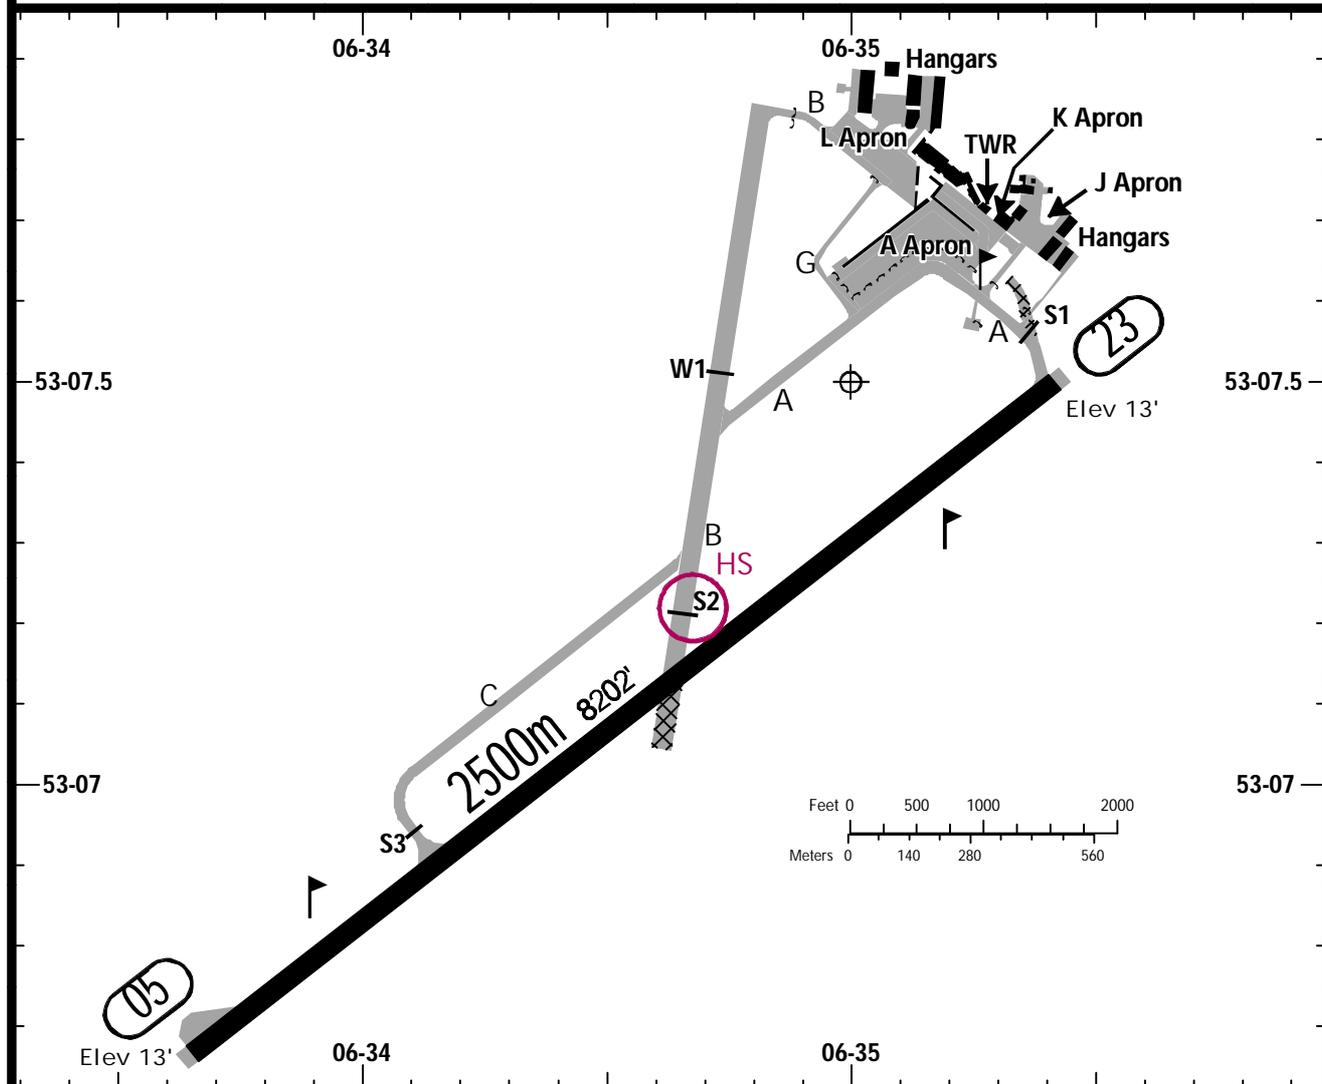 06-34
06-35
Hangars
B
K Apron
L Apron
TWR
J Apron
Hangars
A Apron
G
S1
A
23
W1
53-07.5
53-07.5
A
Elev 13'
B
HS
S2
C
8202'
2500m
53-07
53-07
Feet 0 500 1000 2000
S3
Meters 0 140 280 560
05
Elev 13'
06-34
06-35